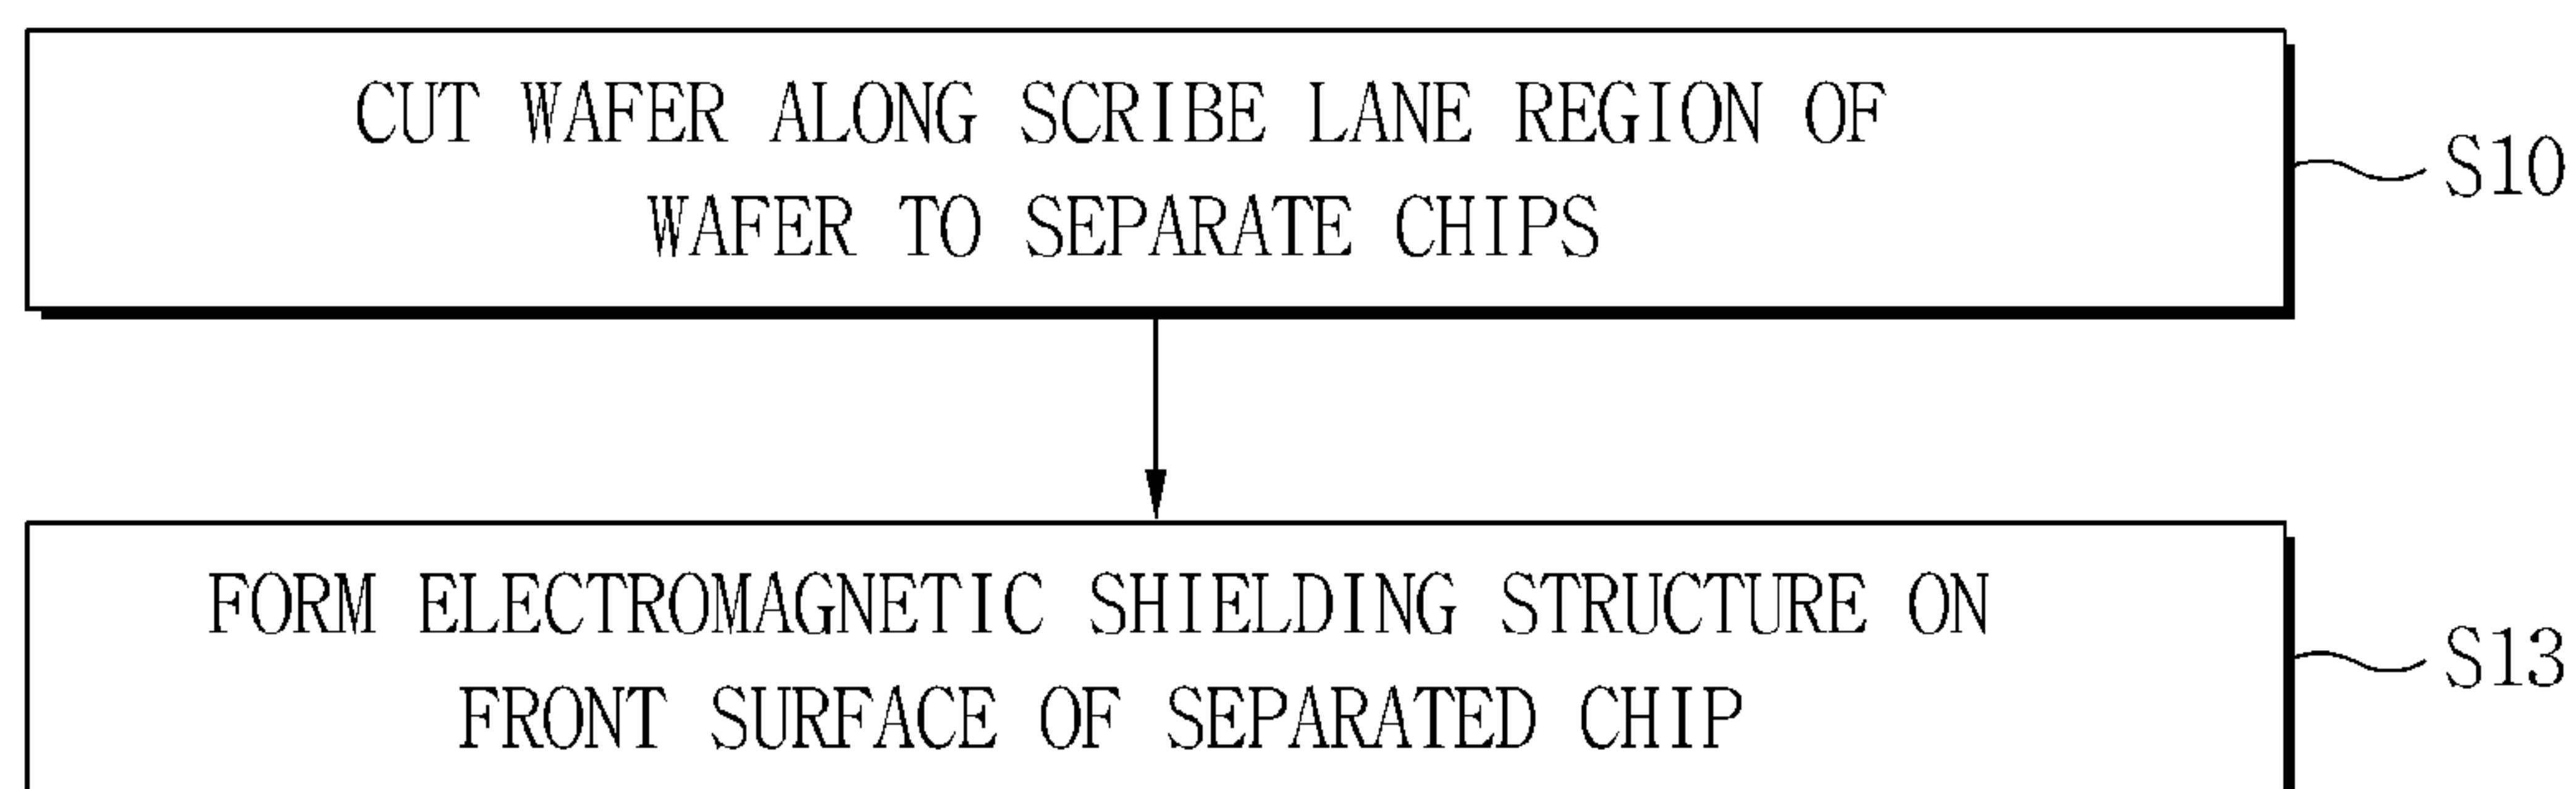 CUT WAFER ALONG SCRIBE LANE REGION OF
WAFER TO SEPARATE CHIPS
S10
FORM ELECTROMAGNETIC SHIELDING STRUCTURE ON
FRONT SURFACE OF SEPARATED CHIP
S13